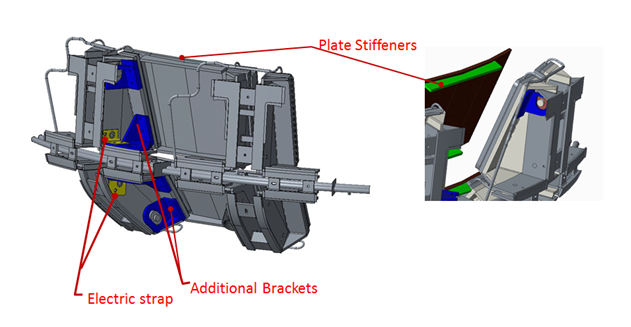 Plate Stiffeners
Additional Brackets
Electric strap